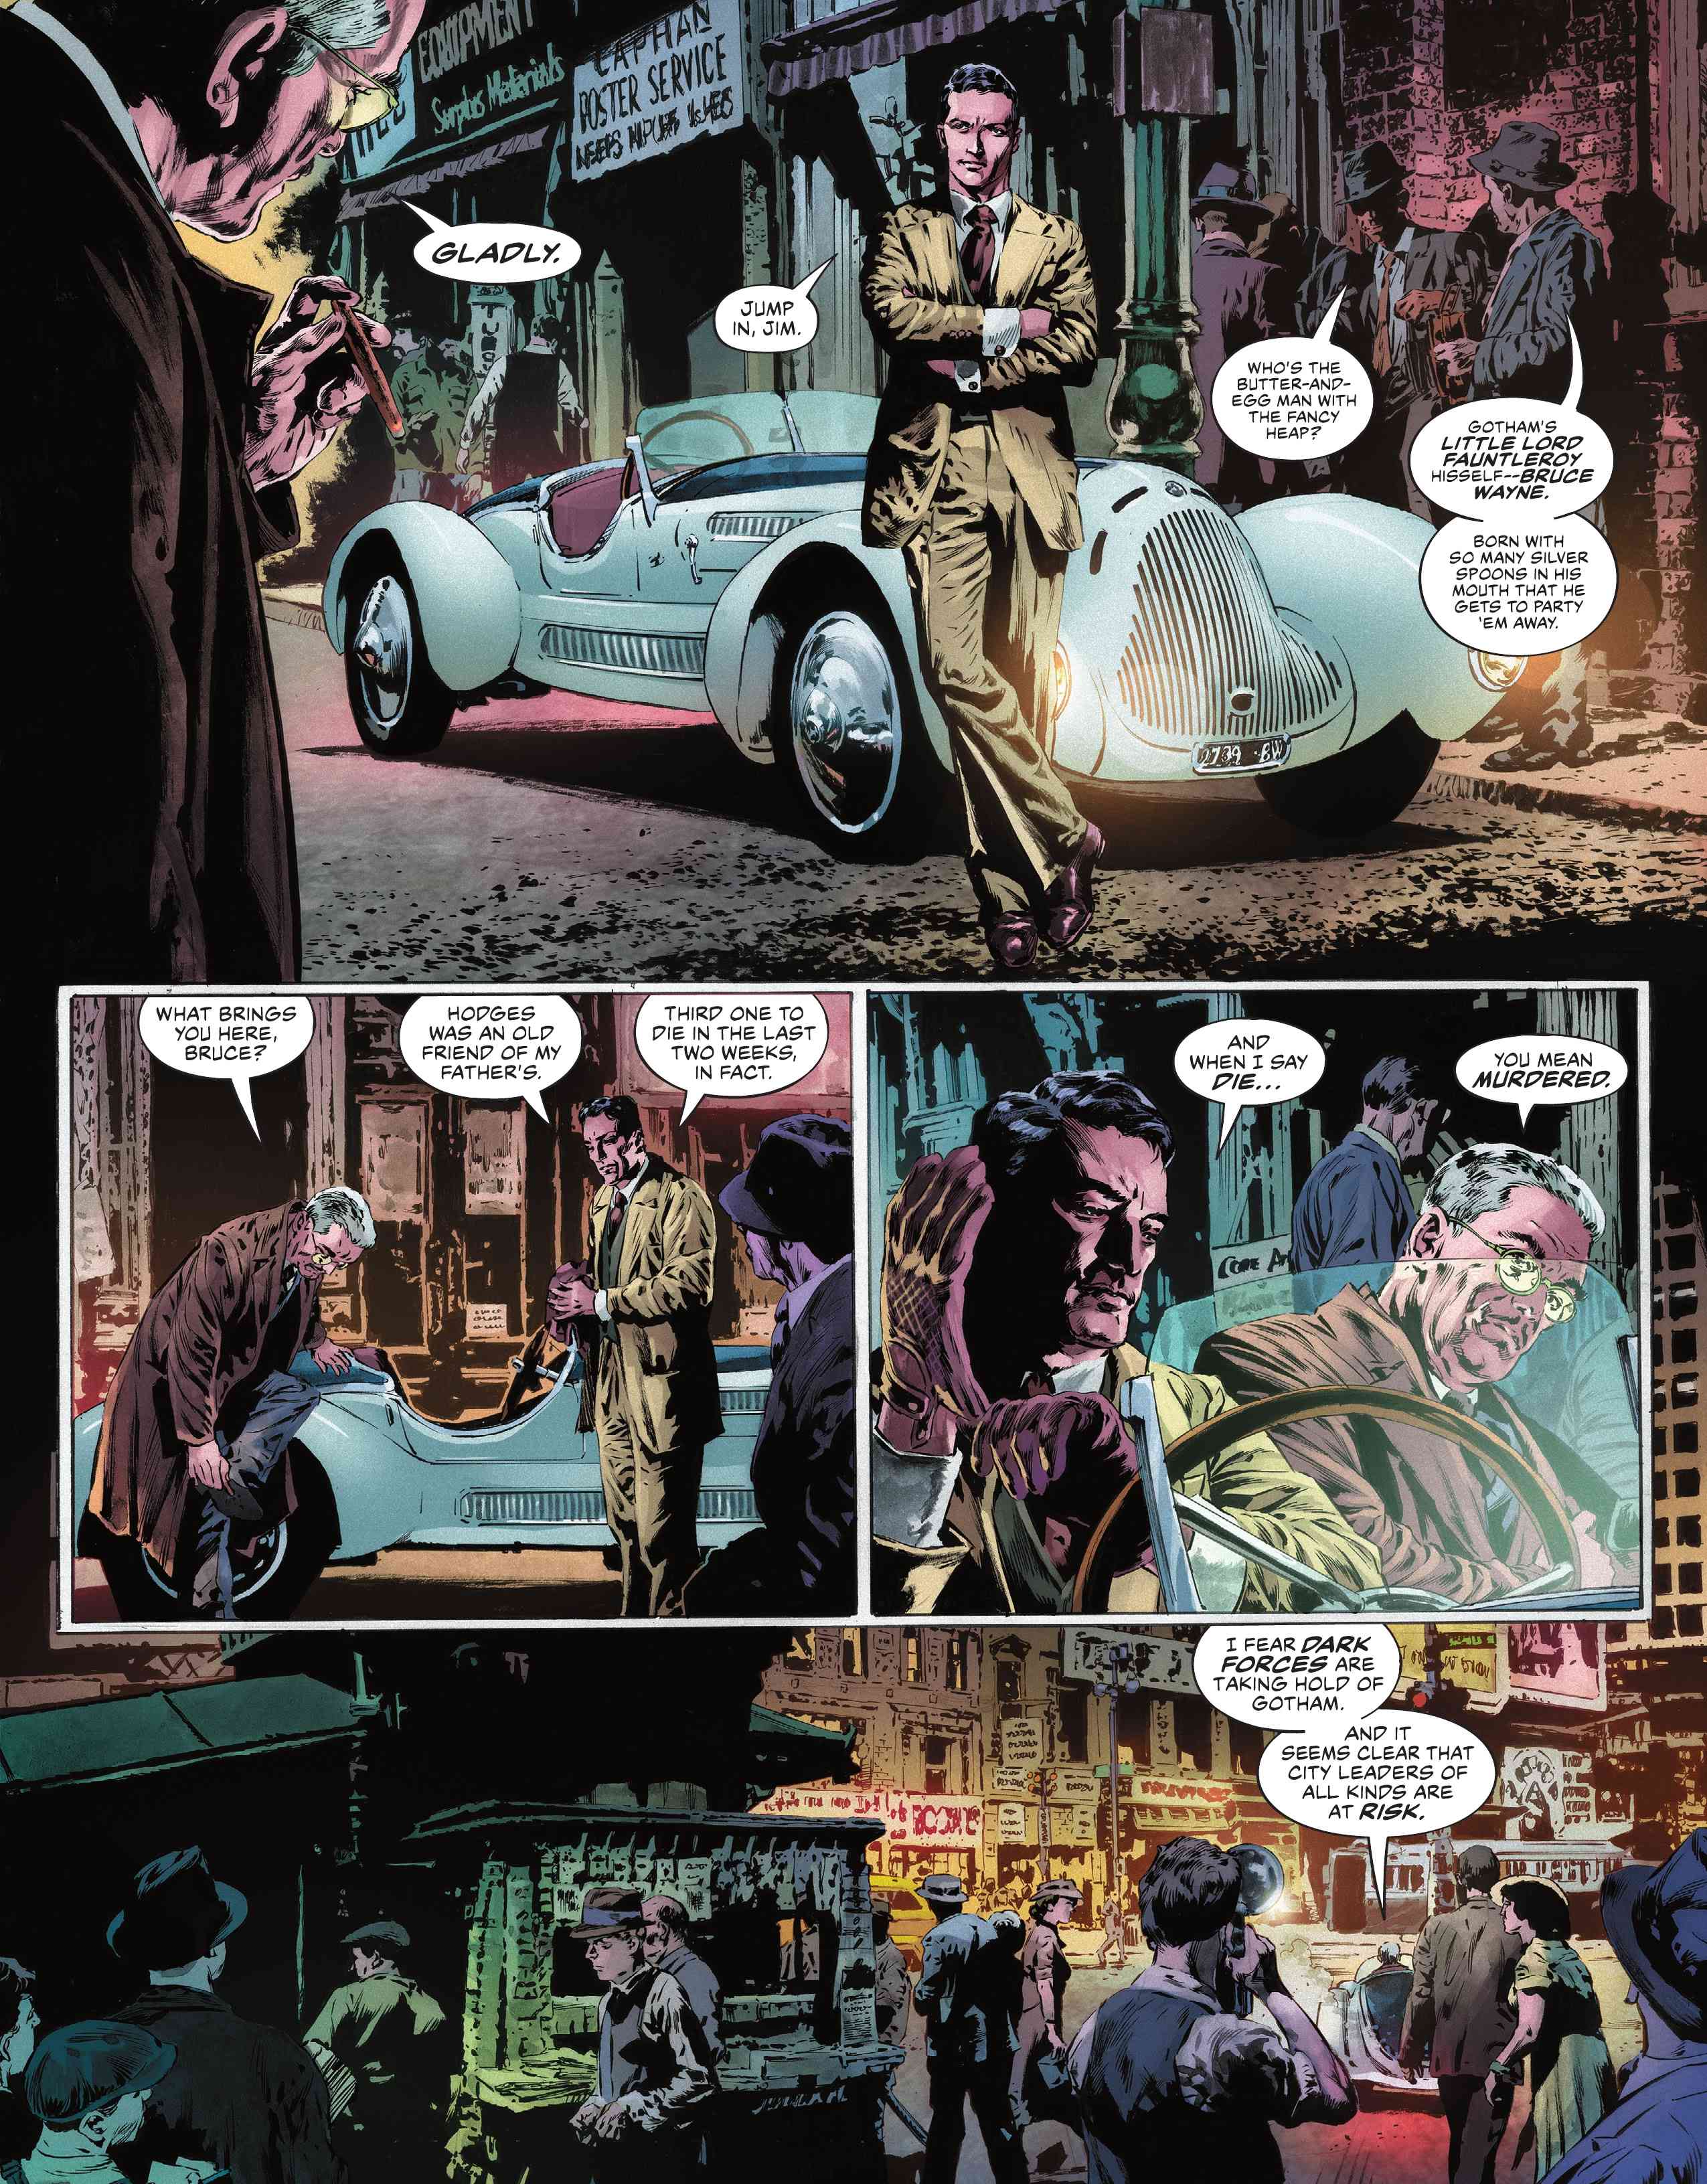 EQUIPMENT
Surplus Materials
CAPHAN
POSTER SERVICE
GLADLY.
JUMP
IN, JIM.
WHO'S THE
BUTTER-AND-
EGG MAN WITH
THE FANCY
HEAP?
GOTHAM'S
LITTLE LORD
FAUNTLEROY
HISSELF--BRUCE
WAYNE.
BORN WITH
SO MANY SILVER
SPOONS IN HIS
MOUTH THAT HE
GETS TO PARTY
'EM AWAY.
2739 BW
WHAT BRINGS
YOU HERE,
BRUCE?
HODGES
WAS AN OLD
FRIEND OF MY
FATHER'S.
THIRD ONE TO
DIE IN THE LAST
TWO WEEKS,
IN FACT.
AND
WHEN I SAY
DIE...
YOU MEAN
MURDERED.
I FEAR DARK
FORCES ARE
TAKING HOLD OF
GOTHAM.
AND IT
SEEMS CLEAR THAT
CITY LEADERS OF
ALL KINDS ARE
AT RISK.